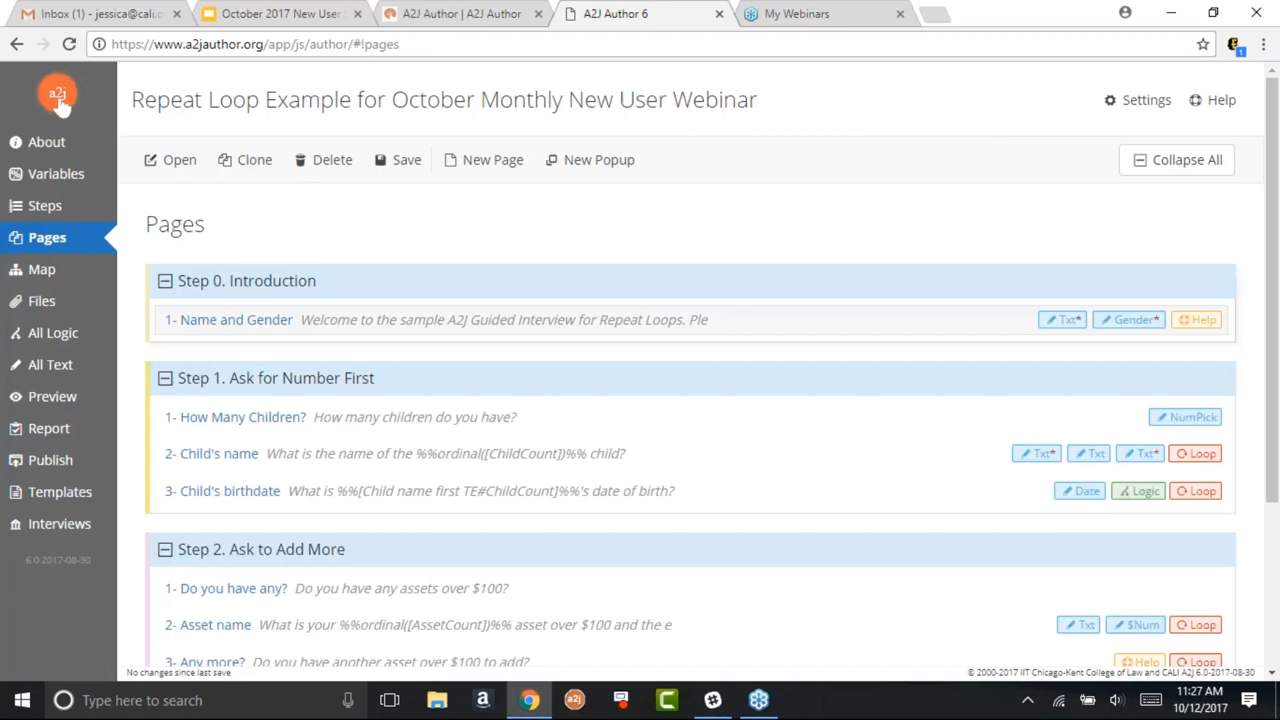 Inbox (1) - jessica@cali.o
October 2017 New User
A2J Author | A2J Author
A2J Author 6
My Webinars
https://www.a2jauthor.org/app/js/author/#!pages
1
a2j
Repeat Loop Example for October Monthly New User Webinar
Settings
Help
About
Variables
Steps
Pages
Map
Files
All Logic
All Text
Preview
Report
Publish
Templates
Interviews
6.0.2017-08-30
Open
Clone
Delete
Save
New Page
New Popup
Collapse All
Pages
Step 0. Introduction
1- Name and Gender Welcome to the sample A2J Guided Interview for Repeat Loops. Ple Txt* Gender* Help
Step 1. Ask for Number First
1- How Many Children? How many children do you have? NumPick
2- Child's name What is the name of the %%ordinal([ChildCount])%% child? Txt* Txt Txt* Loop
3- Child's birthdate What is %%[Child name first TE#ChildCount]%%'s date of birth? Date Logic Loop
Step 2. Ask to Add More
1- Do you have any? Do you have any assets over $100?
2- Asset name What is your %%ordinal([AssetCount])%% asset over $100 and the e Txt $Num Loop
3- Any more? Do you have another asset over $100 to add? Help Loop
No changes since last save
© 2000-2017 IIT Chicago-Kent College of Law and CALI A2J 6.0-2017-08-30
Type here to search
a
a2j
C
11:27 AM
10/12/2017